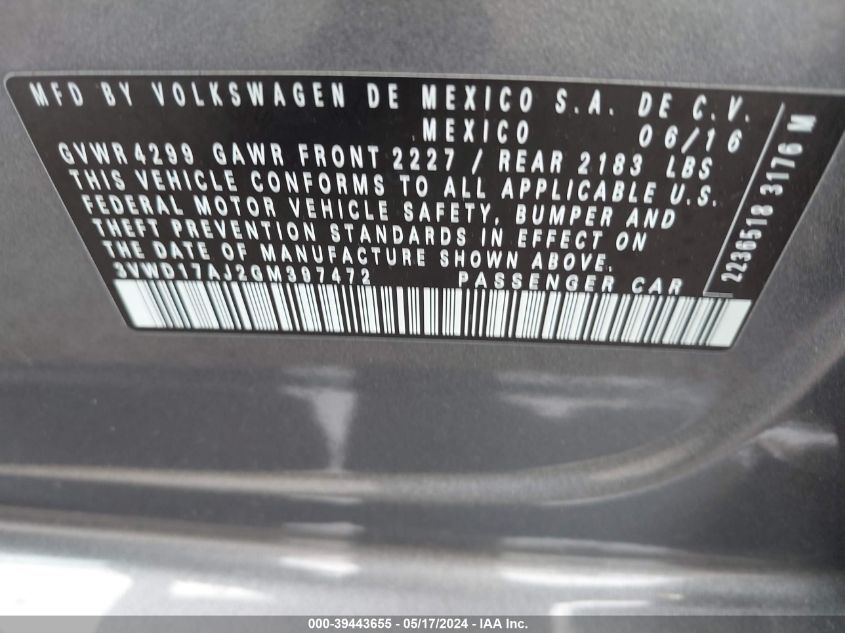 MFD BY VOLKSWAGEN DE MEXICO S.A. DE C.V.
MEXICO 06/16
GVWR 4299 GAWR FRONT 2227 / REAR 2183 LBS
THIS VEHICLE CONFORMS TO ALL APPLICABLE U.S.
FEDERAL MOTOR VEHICLE SAFETY, BUMPER AND
THEFT PREVENTION STANDARDS IN EFFECT ON
THE DATE OF MANUFACTURE SHOWN ABOVE.
3VWD17AJ2GM397472 PASSENGER CAR
2236518 3176 M
000-39443655 - 05/17/2024 - IAA Inc.